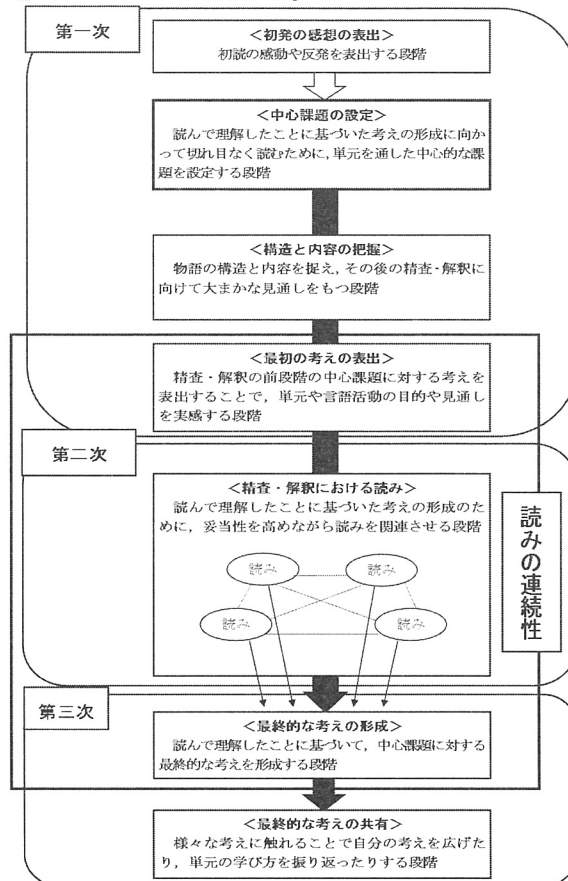 第一次
<初発の感想の表出>
初読の感動や反発を表出する段階
<中心課題の設定>
読んで理解したことに基づいた考えの形成に向か
って切れ目なく読むために，単元を通した中心的な課
題を設定する段階
<構造と内容の把握>
物語の構造と内容を捉え，その後の精査・解釈に
向けて大まかな見通しをもつ段階
<最初の考えの表出>
精査・解釈の前段階の中心課題に対する考えを
表出することで，単元や言語活動の目的や見通し
を実感する段階
第二次
<精査・解釈における読み>
読んで理解したことに基づいた考えの形成のた
めに，妥当性を高めながら読みを関連させる段階
読み
読み
読み
読み
読みの連続性
第三次
<最終的な考えの形成>
読んで理解したことに基づいて，中心課題に対する
最終的な考えを形成する段階
<最終的な考えの共有>
様々な考えに触れることで自分の考えを広げた
り，単元の学び方を振り返ったりする段階